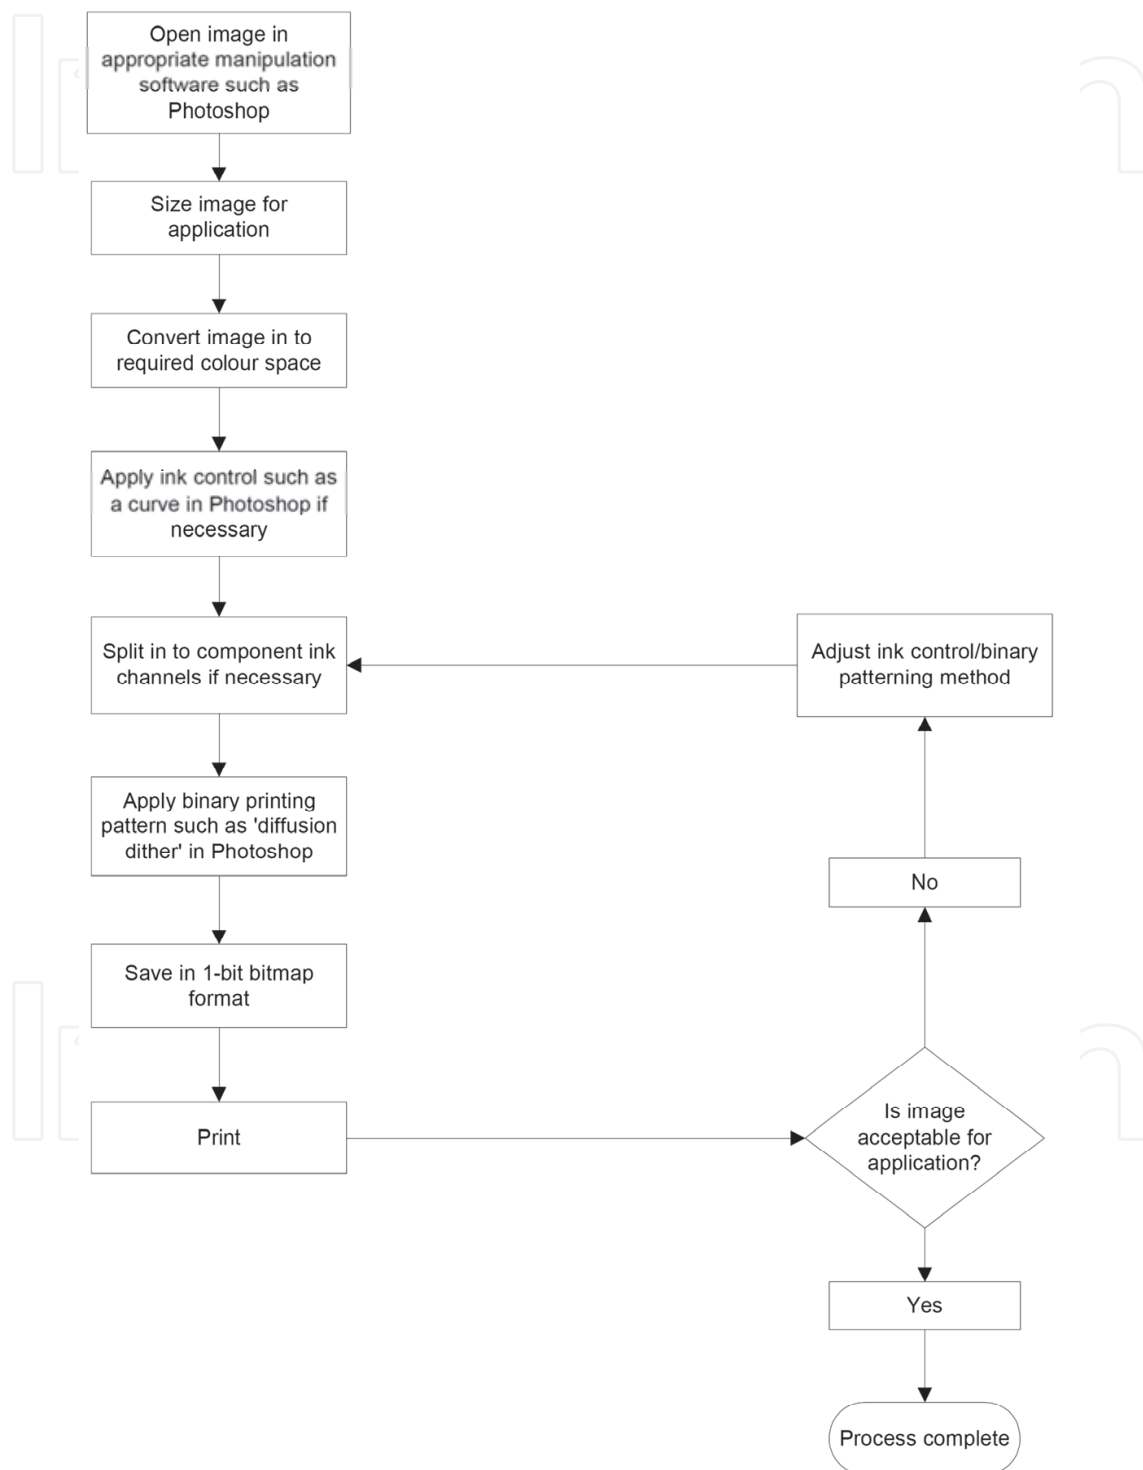 Open image in
appropriate manipulation
software such as
Photoshop
Size image for
application
Convert image in to
required colour space
Apply ink control such as
a curve in Photoshop if
necessary
Split in to component ink
channels if necessary
Adjust ink control/binary
patterning method
Apply binary printing
pattern such as 'diffusion
dither' in Photoshop
No
Save in 1-bit bitmap
format
Print
Is image
acceptable for
application?
Yes
Process complete